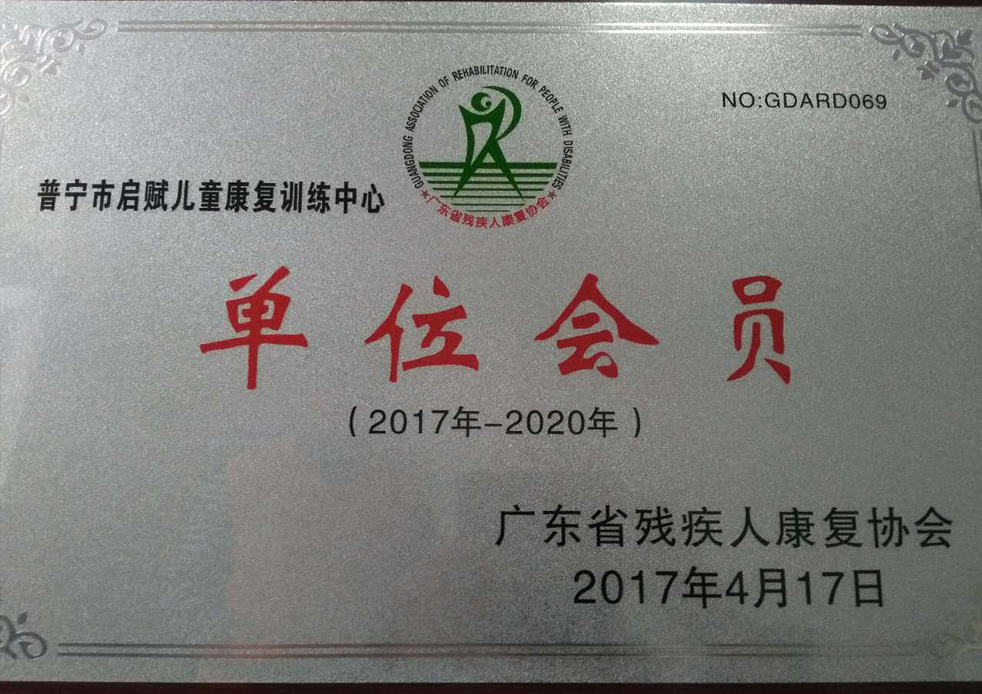 NO:GDARD069
GUANGDONG ASSOCIATION OF REHABILITATION FOR PEOPLE WITH DISABILITIES
广东省残疾人康复协会
普宁市启赋儿童康复训练中心
单位会员
(2017年-2020年)
广东省残疾人康复协会
2017年4月17日